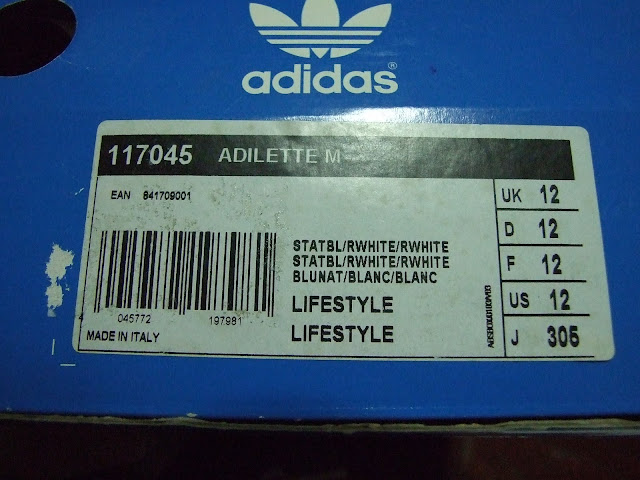 adidas®
117045 ADILETTE M
EAN 841709001
STATBL/RWHITE/RWHITE
STATBL/RWHITE/RWHITE
BLUNAT/BLANC/BLANC
LIFESTYLE
LIFESTYLE
4 045772 197981
MADE IN ITALY
UK 12
D 12
F 12
US 12
J 305